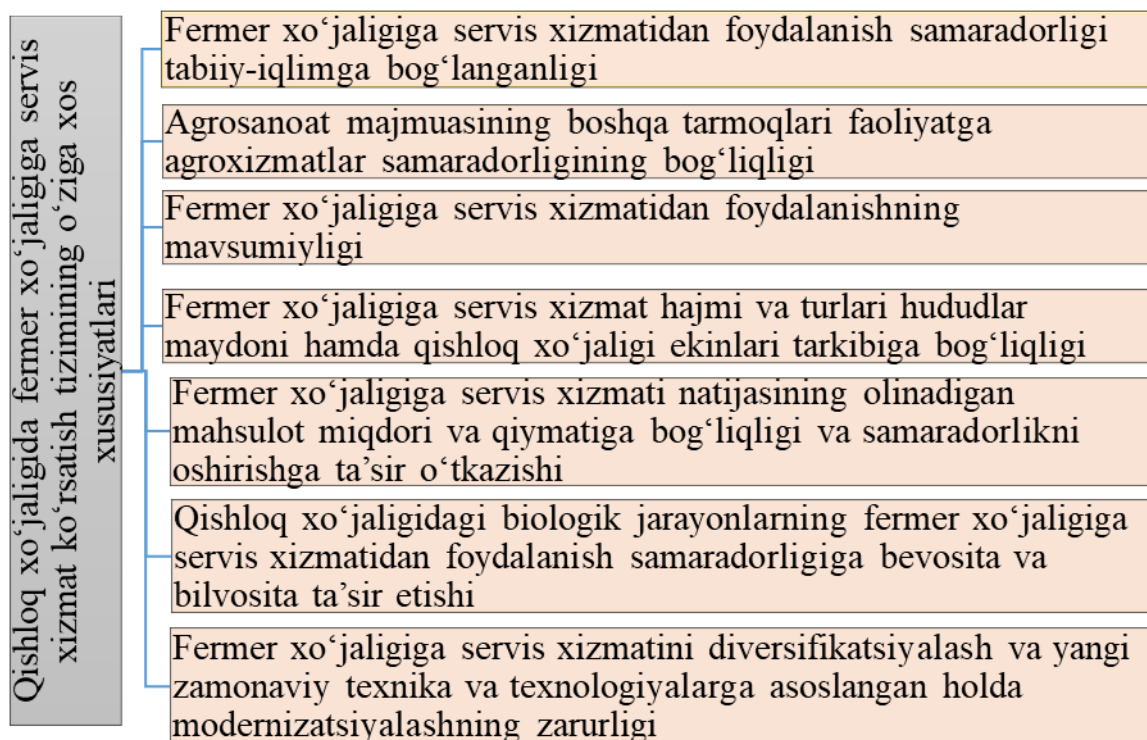 Qishloq xo‘jaligida fermer xo‘jaligiga servis
xizmat ko‘rsatish tizimining o‘ziga xos
xususiyatlari
Fermer xo‘jaligiga servis xizmatidan foydalanish samaradorligi
tabiiy-iqlimga bog‘langanligi
Agrosanoat majmuasining boshqa tarmoqlari faoliyatga
agroxizmatlar samaradorligining bog‘liqligi
Fermer xo‘jaligiga servis xizmatidan foydalanishning
mavsumiyligi
Fermer xo‘jaligiga servis xizmat hajmi va turlari hududlar
maydoni hamda qishloq xo‘jaligi ekinlari tarkibiga bog‘liqligi
Fermer xo‘jaligiga servis xizmati natijasining olinadigan
mahsulot miqdori va qiymatiga bog‘liqligi va samaradorlikni
oshirishga ta’sir o‘tkazishi
Qishloq xo‘jaligidagi biologik jarayonlarning fermer xo‘jaligiga
servis xizmatidan foydalanish samaradorligiga bevosita va
bilvosita ta’sir etishi
Fermer xo‘jaligiga servis xizmatini diversifikatsiyalash va yangi
zamonaviy texnika va texnologiyalarga asoslangan holda
modernizatsiyalashning zarurligi